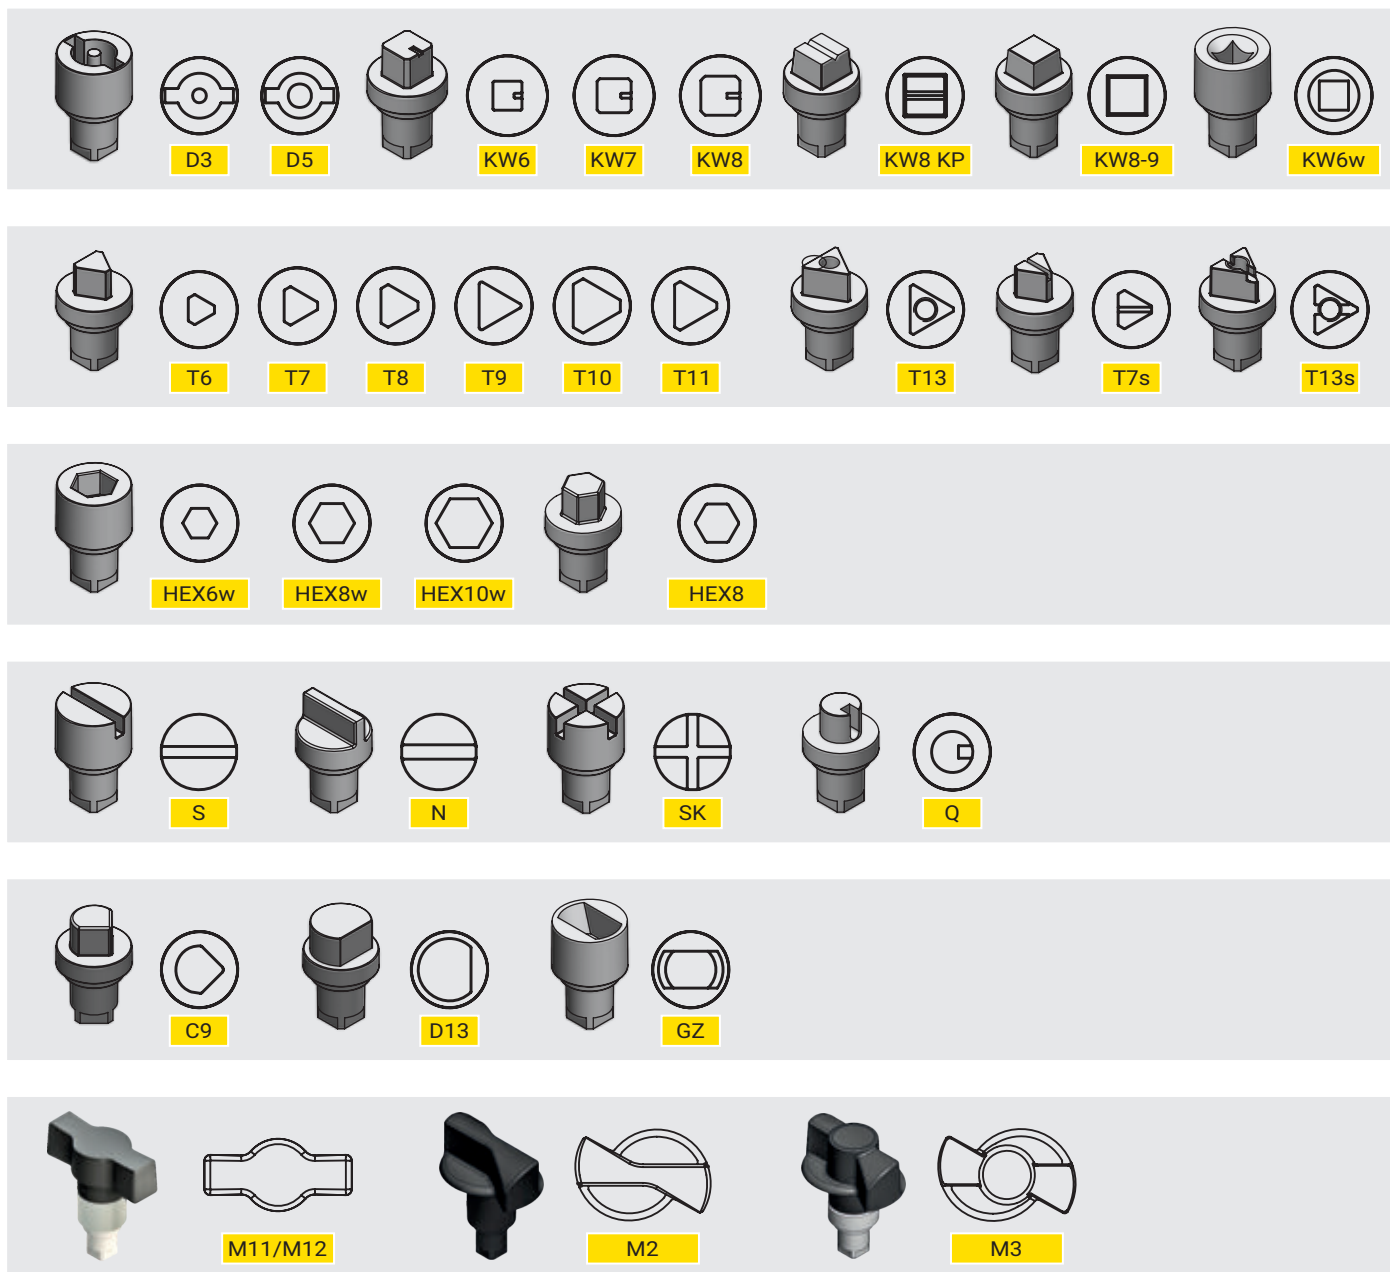 D3 D5 KW6 KW7 KW8 KW8 KP KW8-9 KW6w
T6 T7 T8 T9 T10 T11 T13 T7s T13s
HEX6w HEX8w HEX10w HEX8
S N SK Q
C9 D13 GZ
M11/M12 M2 M3